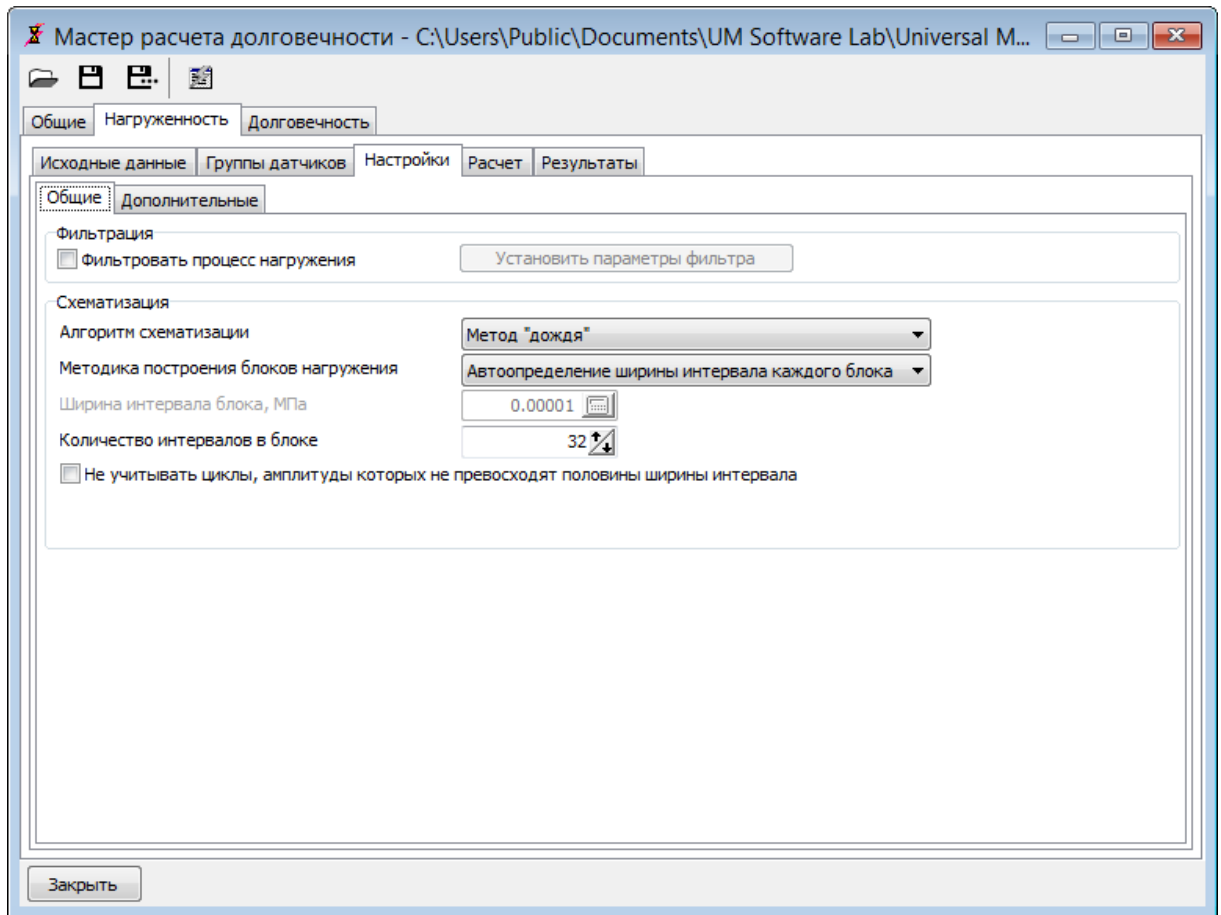 Мастер расчета долговечности - C:\Users\Public\Documents\UM Software Lab\Universal M...
Общие Нагруженность Долговечность
Исходные данные Группы датчиков Настройки Расчет Результаты
Общие Дополнительные
Фильтрация
Фильтровать процесс нагружения Установить параметры фильтра
Схематизация
Алгоритм схематизации Метод "дождя"
Методика построения блоков нагружения Автоопределение ширины интервала каждого блока
Ширина интервала блока, МПа 0.00001
Количество интервалов в блоке 32
Не учитывать циклы, амплитуды которых не превосходят половины ширины интервала
Закрыть